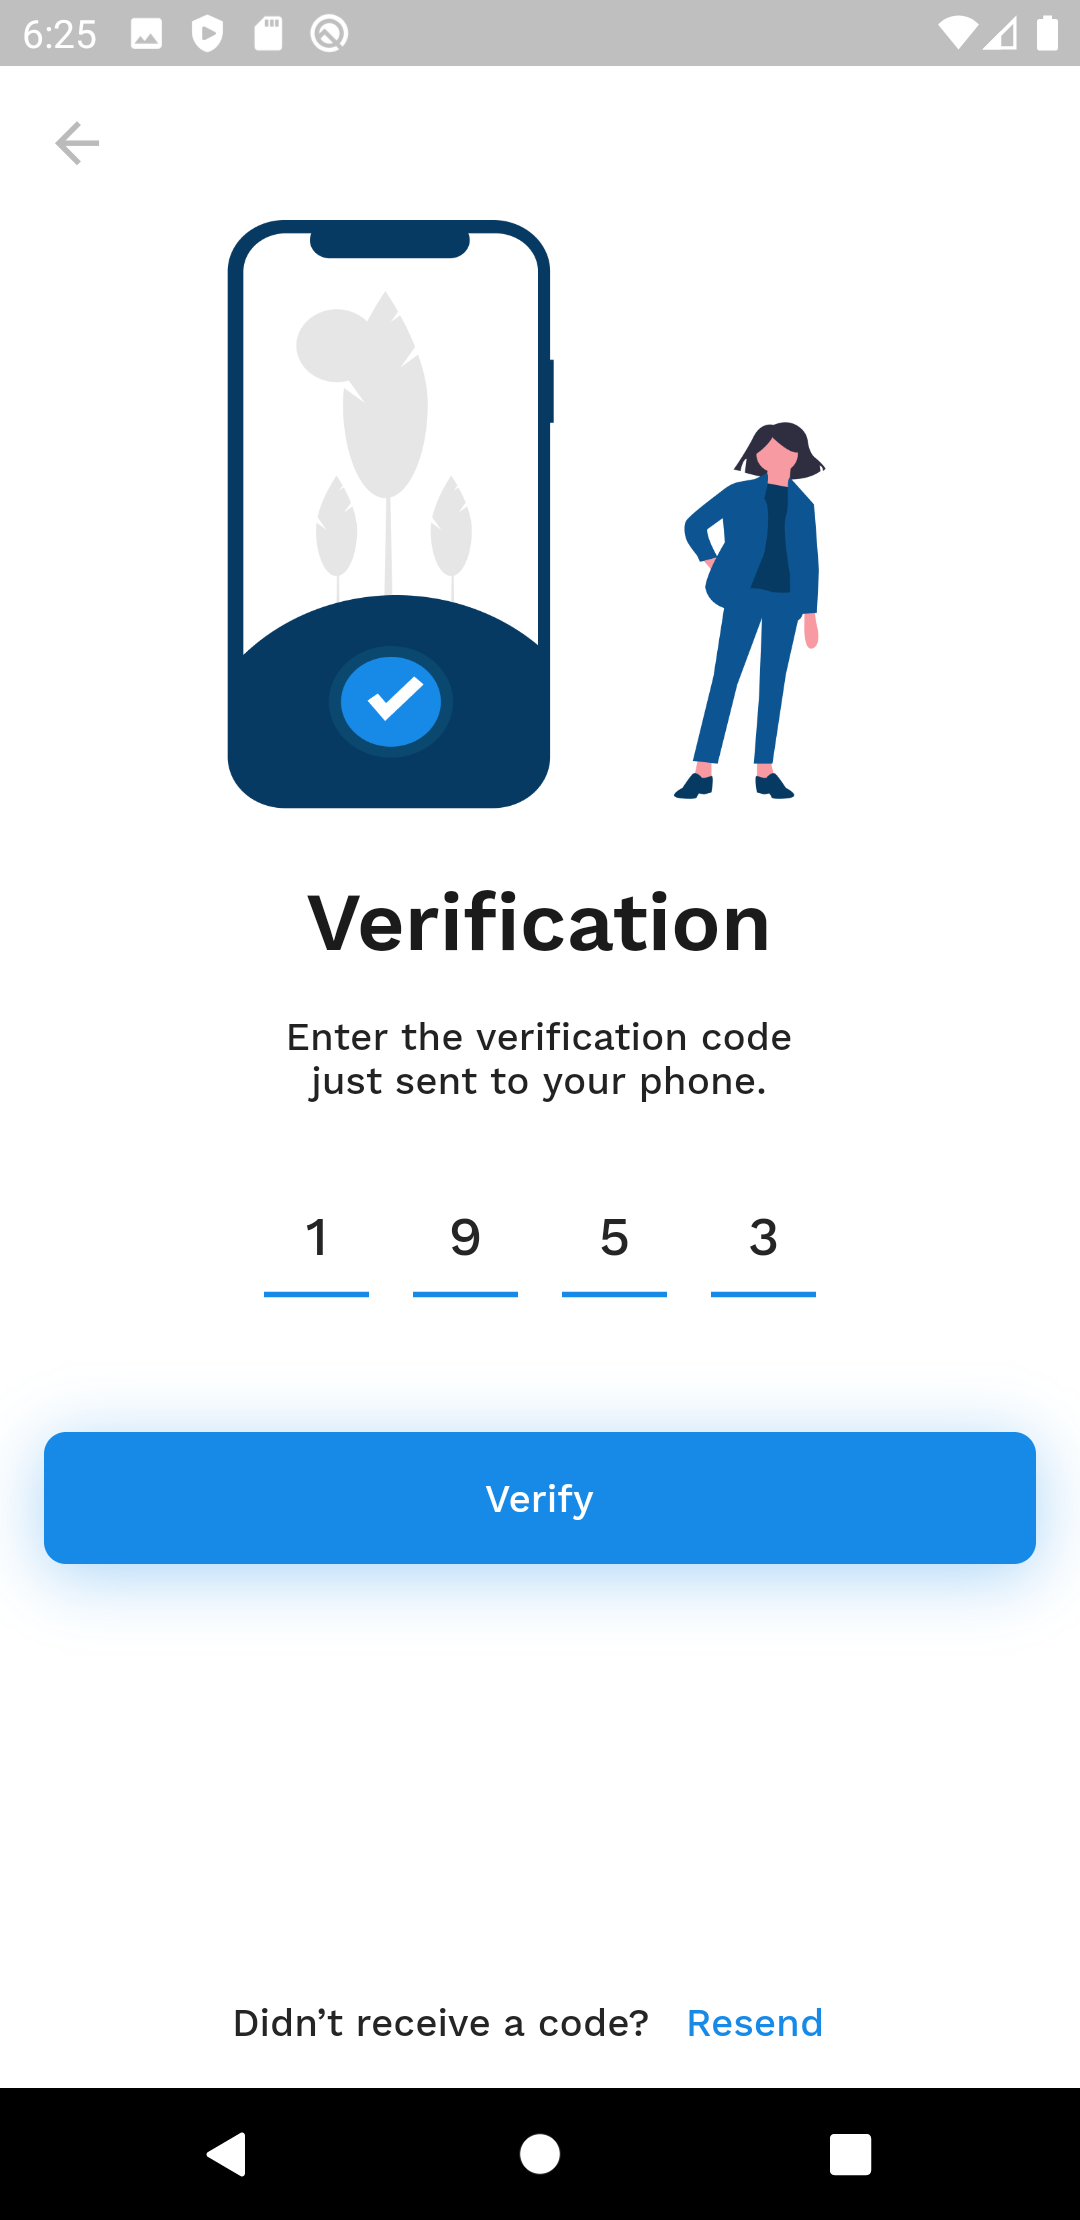 6:25
Verification
Enter the verification code
just sent to your phone.
1 9 5 3
Verify
Didn’t receive a code? Resend